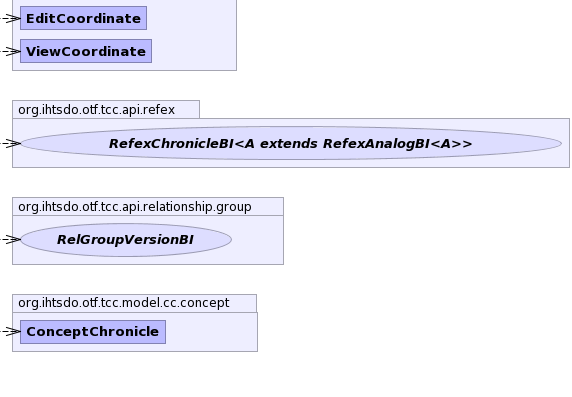 EditCoordinate
ViewCoordinate
org.ihtsdo.otf.tcc.api.refex
RefexChronicleBI<A extends RefexAnalogBI<A>>
org.ihtsdo.otf.tcc.api.relationship.group
RelGroupVersionBI
org.ihtsdo.otf.tcc.model.cc.concept
ConceptChronicle